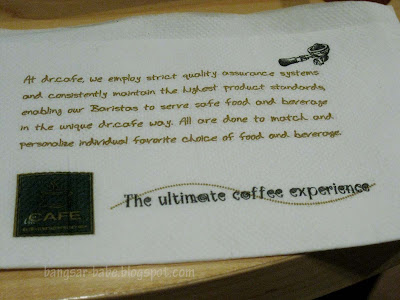 At dr.cafe, we employ strict quality assurance systems
and consistently maintain the highest product standards,
enabling our Baristas to serve safe food and beverage
in the unique dr.cafe way. All are done to match and
personalize individual favorite choice of food and beverage.
The ultimate coffee experience
CAFE
bangsar-babe.blogspot.com